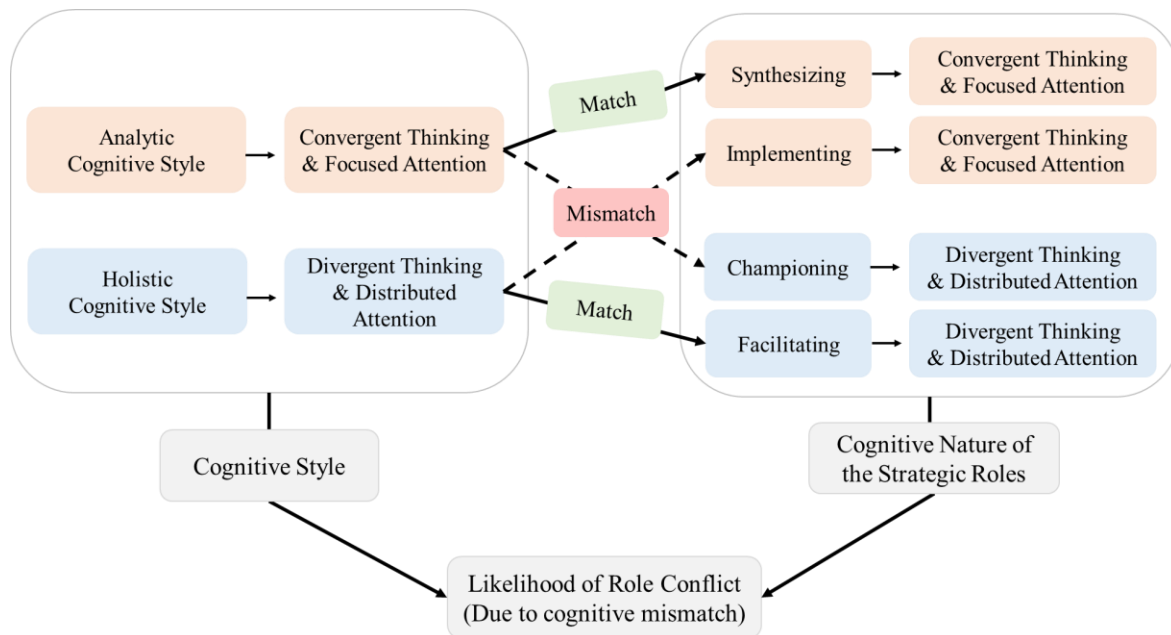 Analytic
Cognitive Style
Convergent Thinking
& Focused Attention
Holistic
Cognitive Style
Divergent Thinking
& Distributed
Attention
Match
Mismatch
Match
Synthesizing
Convergent Thinking
& Focused Attention
Implementing
Convergent Thinking
& Focused Attention
Championing
Divergent Thinking
& Distributed Attention
Facilitating
Divergent Thinking
& Distributed Attention
Cognitive Style
Cognitive Nature of
the Strategic Roles
Likelihood of Role Conflict
(Due to cognitive mismatch)